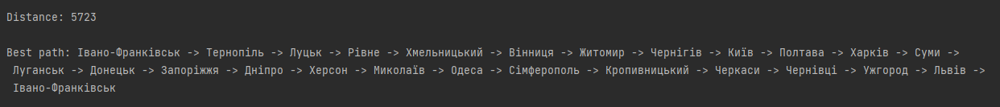 Distance: 5723
Best path: Івано-Франківськ -> Тернопіль -> Луцьк -> Рівне -> Хмельницький -> Вінниця -> Житомир -> Чернігів -> Київ -> Полтава -> Харків -> Суми ->
Луганськ -> Донецьк -> Запоріжжя -> Дніпро -> Херсон -> Миколаїв -> Одеса -> Сімферополь -> Кропивницький -> Черкаси -> Чернівці -> Ужгород -> Львів ->
Івано-Франківськ